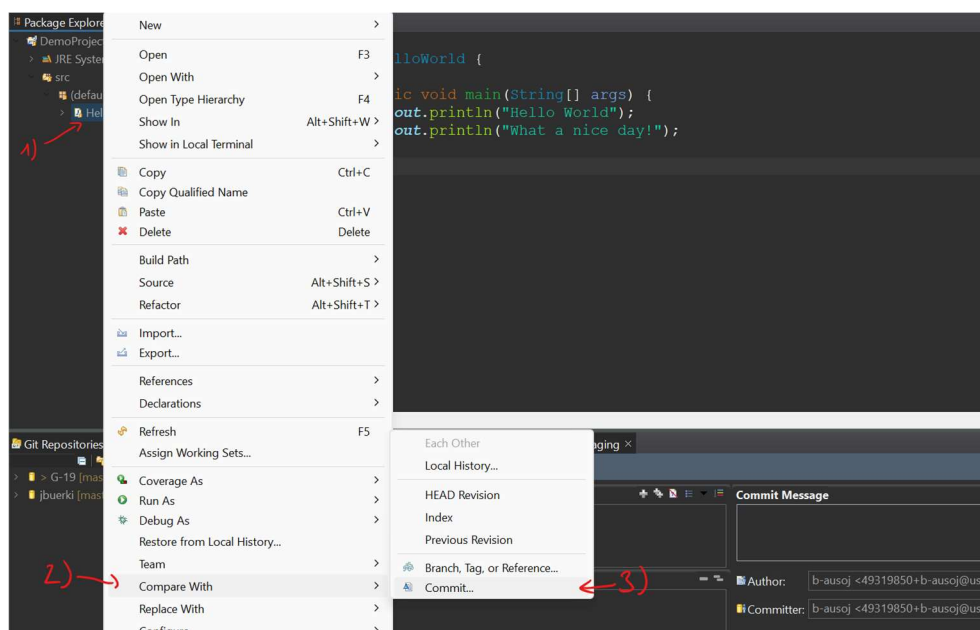 Package Explore
New
DemoProjec
JRE Syste
Open F3
lloWorld {
src
Open With
(defau
Open Type Hierarchy F4
ic void main(String[] args) {
Hel
out.println("Hello World");
Show In Alt+Shift+W
out.println("What a nice day!");
1)
Show in Local Terminal
Copy Ctrl+C
Copy Qualified Name
Paste Ctrl+V
Delete Delete
Build Path
Source Alt+Shift+S
Refactor Alt+Shift+T
Import...
Export...
References
Declarations
Refresh F5
Assign Working Sets...
Git Repositories
> G-19 [mas
jbuerki [mast
Coverage As
Run As
Debug As
Restore from Local History...
Team
2)
Compare With
Replace With
Configure
Each Other
Local History...
HEAD Revision
Index
Previous Revision
Branch, Tag, or Reference...
Commit...
3)
aging
Commit Message
Author: b-ausoj <49319850+b-ausoj@us
Committer: b-ausoj <49319850+b-ausoj@us